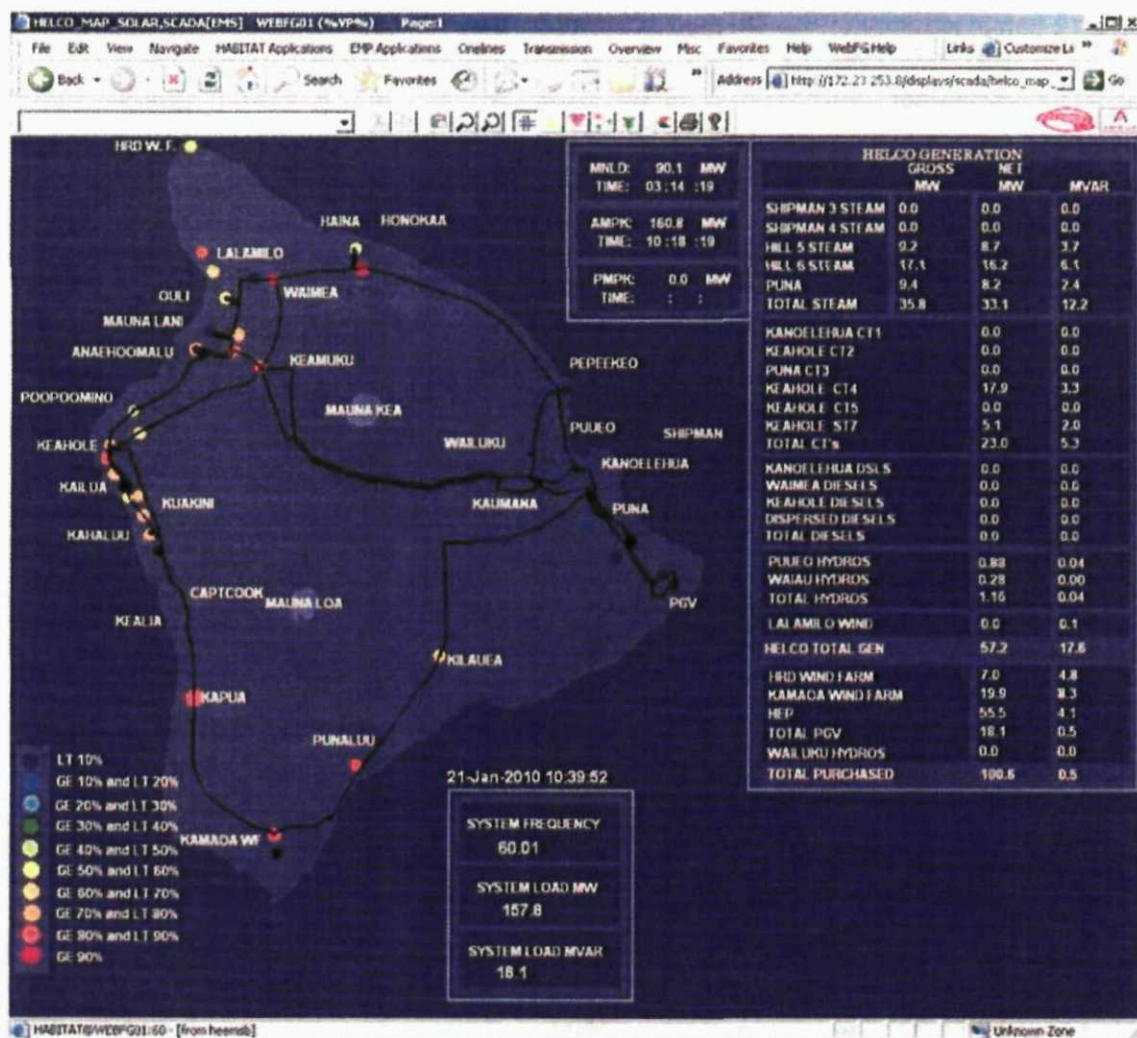 HELCO_MAP_SOLAR,SCADA[EMS] WEBFG01 (%VP%) Page:1
File Edit View Navigate HABITAT Applications EMP Applications Onelines Transmission Overview Misc Favorites Help WebFG Help Links Customize Li »
Back Search Favorites » Address http://172.23.253.8/displays/scada/helco_map_ Go
HRD W. F.
HAINA HONOKAA
LALAMILO
OULI
WAIMEA
MAUNA LANI
ANAEHOOMALU
KEAMUKU
PEPEEKEO
POOPOOMINO
MAUNA KEA
PUUEO
SHIPMAN
KEAHOLE
WAILUKU
KANOELEHUA
KAILUA
KUAKINI
KAUMANA
PUNA
KAHALUU
CAPTCOOK
MAUNA LOA
PGV
KEALIA
KILAUEA
KAPUA
PUNALUU
KAMAOA WF
MNLD: 90.1 MW
TIME: 03 :14 :19
AMPK: 160.8 MW
TIME: 10 :18 :19
PMPK: 0.0 MW
TIME: : :
HELCO GENERATION
GROSS NET
MW MW MVAR
SHIPMAN 3 STEAM 0.0 0.0 0.0
SHIPMAN 4 STEAM 0.0 0.0 0.0
HILL 5 STEAM 9.2 8.7 3.7
HILL 6 STEAM 17.1 16.2 6.1
PUNA 9.4 8.2 2.4
TOTAL STEAM 35.8 33.1 12.2
KANOELEHUA CT1 0.0 0.0
KEAHOLE CT2 0.0 0.0
PUNA CT3 0.0 0.0
KEAHOLE CT4 17.9 3.3
KEAHOLE CT5 0.0 0.0
KEAHOLE ST7 5.1 2.0
TOTAL CT's 23.0 5.3
KANOELEHUA DSLS 0.0 0.0
WAIMEA DIESELS 0.0 0.0
KEAHOLE DIESELS 0.0 0.0
DISPERSED DIESELS 0.0 0.0
TOTAL DIESELS 0.0 0.0
PUUEO HYDROS 0.88 0.04
WAIAU HYDROS 0.28 0.00
TOTAL HYDROS 1.16 0.04
LALAMILO WIND 0.0 0.1
HELCO TOTAL GEN 57.2 17.6
HRD WIND FARM 7.0 4.8
KAMAOA WIND FARM 19.9 8.3
HEP 55.5 4.1
TOTAL PGV 18.1 0.5
WAILUKU HYDROS 0.0 0.0
TOTAL PURCHASED 100.6 0.5
LT 10%
GE 10% and LT 20%
GE 20% and LT 30%
GE 30% and LT 40%
GE 40% and LT 50%
GE 50% and LT 60%
GE 60% and LT 70%
GE 70% and LT 80%
GE 80% and LT 90%
GE 90%
21-Jan-2010 10:39:52
SYSTEM FREQUENCY
60.01
SYSTEM LOAD MW
157.8
SYSTEM LOAD MVAR
18.1
HABITAT@WEBFG01:60 - [from heemsb] Unknown Zone